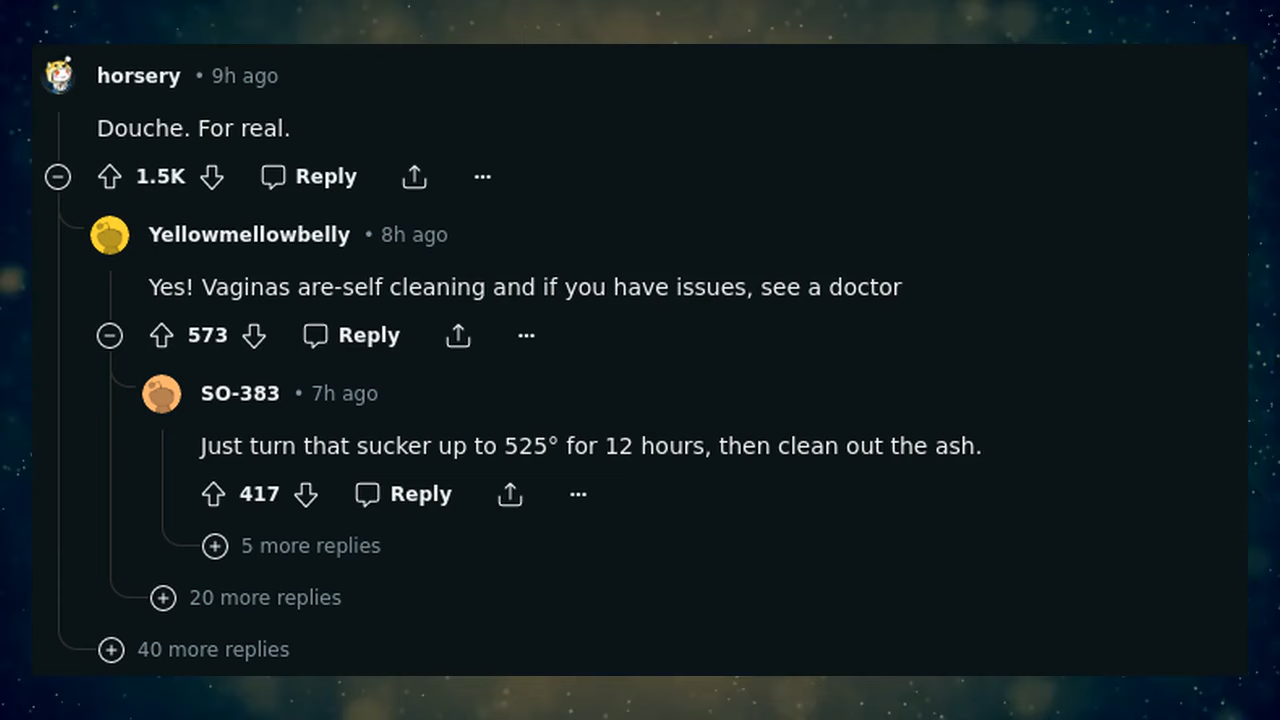 horsery • 9h ago
Douche. For real.
1.5K Reply
Yellowmellowbelly • 8h ago
Yes! Vaginas are-self cleaning and if you have issues, see a doctor
573 Reply
SO-383 • 7h ago
Just turn that sucker up to 525° for 12 hours, then clean out the ash.
417 Reply
5 more replies
20 more replies
40 more replies